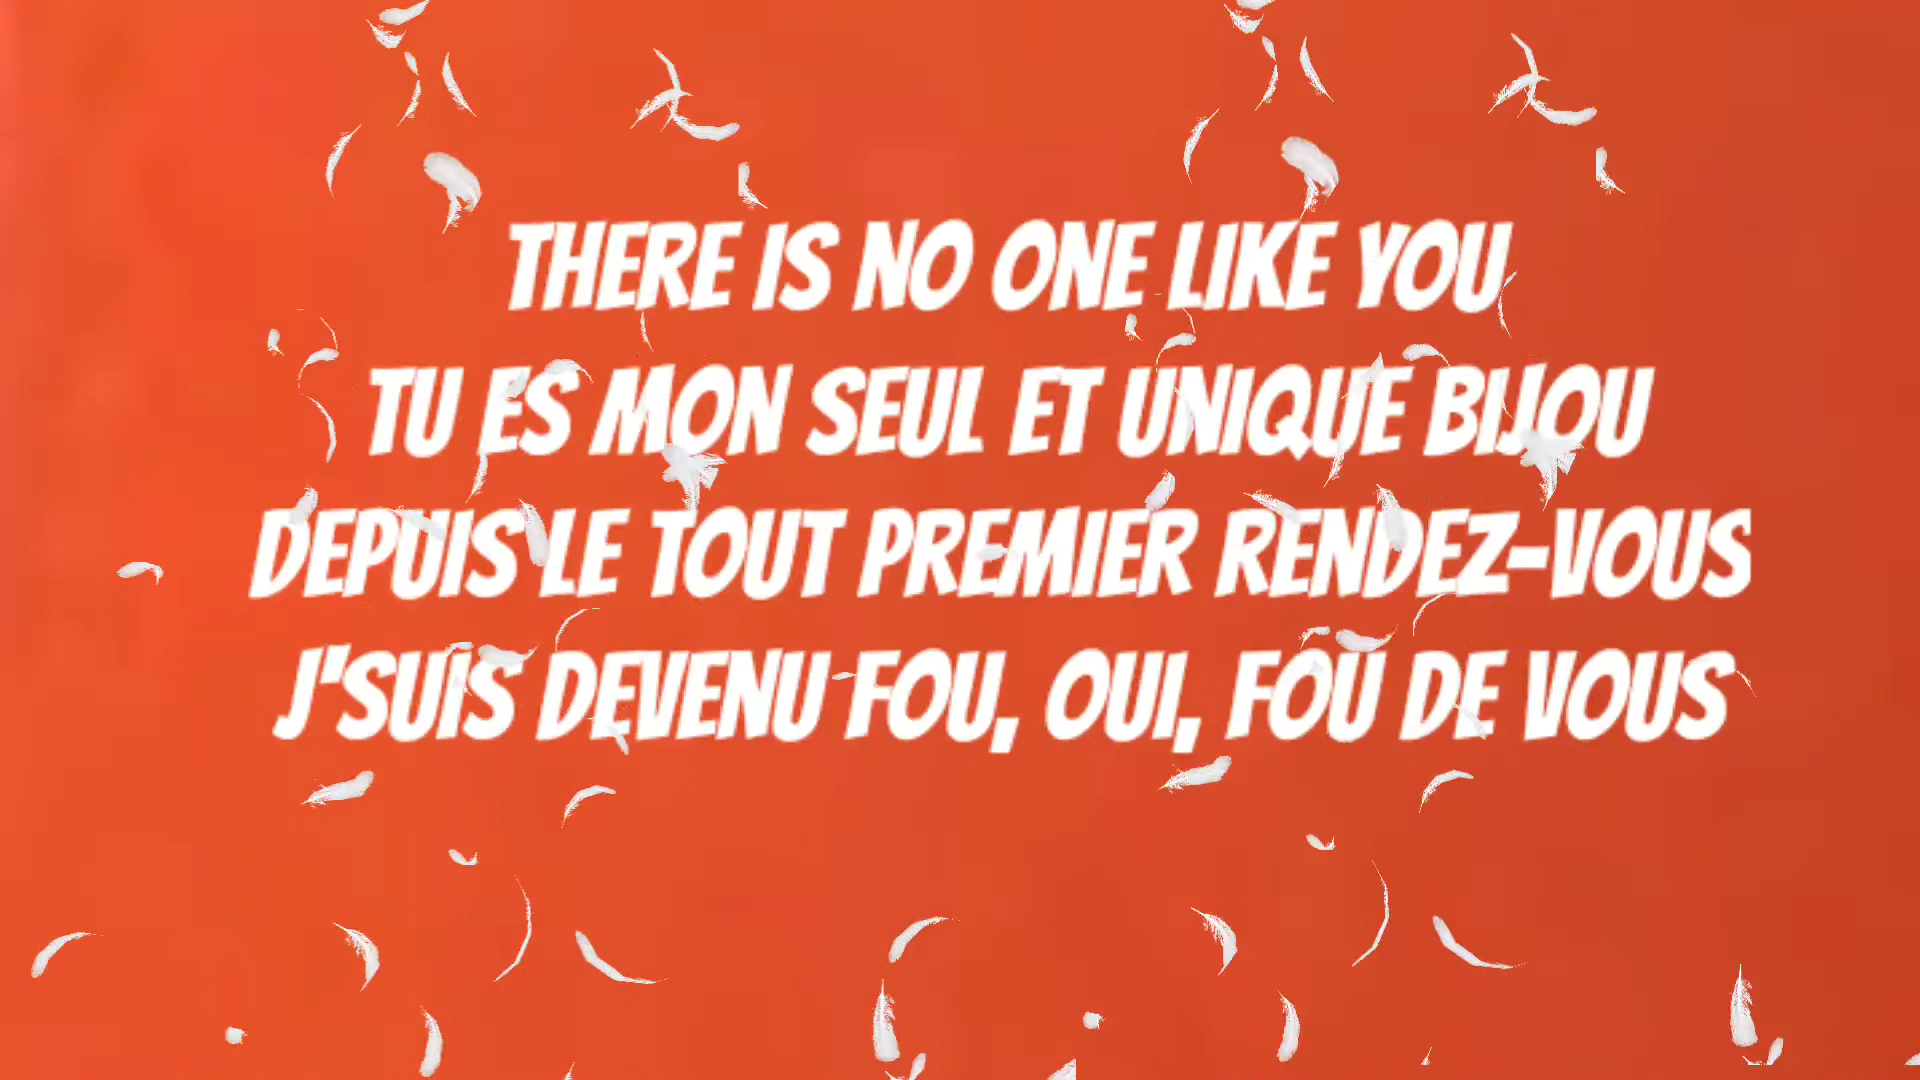 THERE IS NO ONE LIKE YOU
TU ES MON SEUL ET UNIQUE BIJOU
DEPUIS LE TOUT PREMIER RENDEZ-VOUS
J'SUIS DEVENU FOU, OUI, FOU DE VOUS